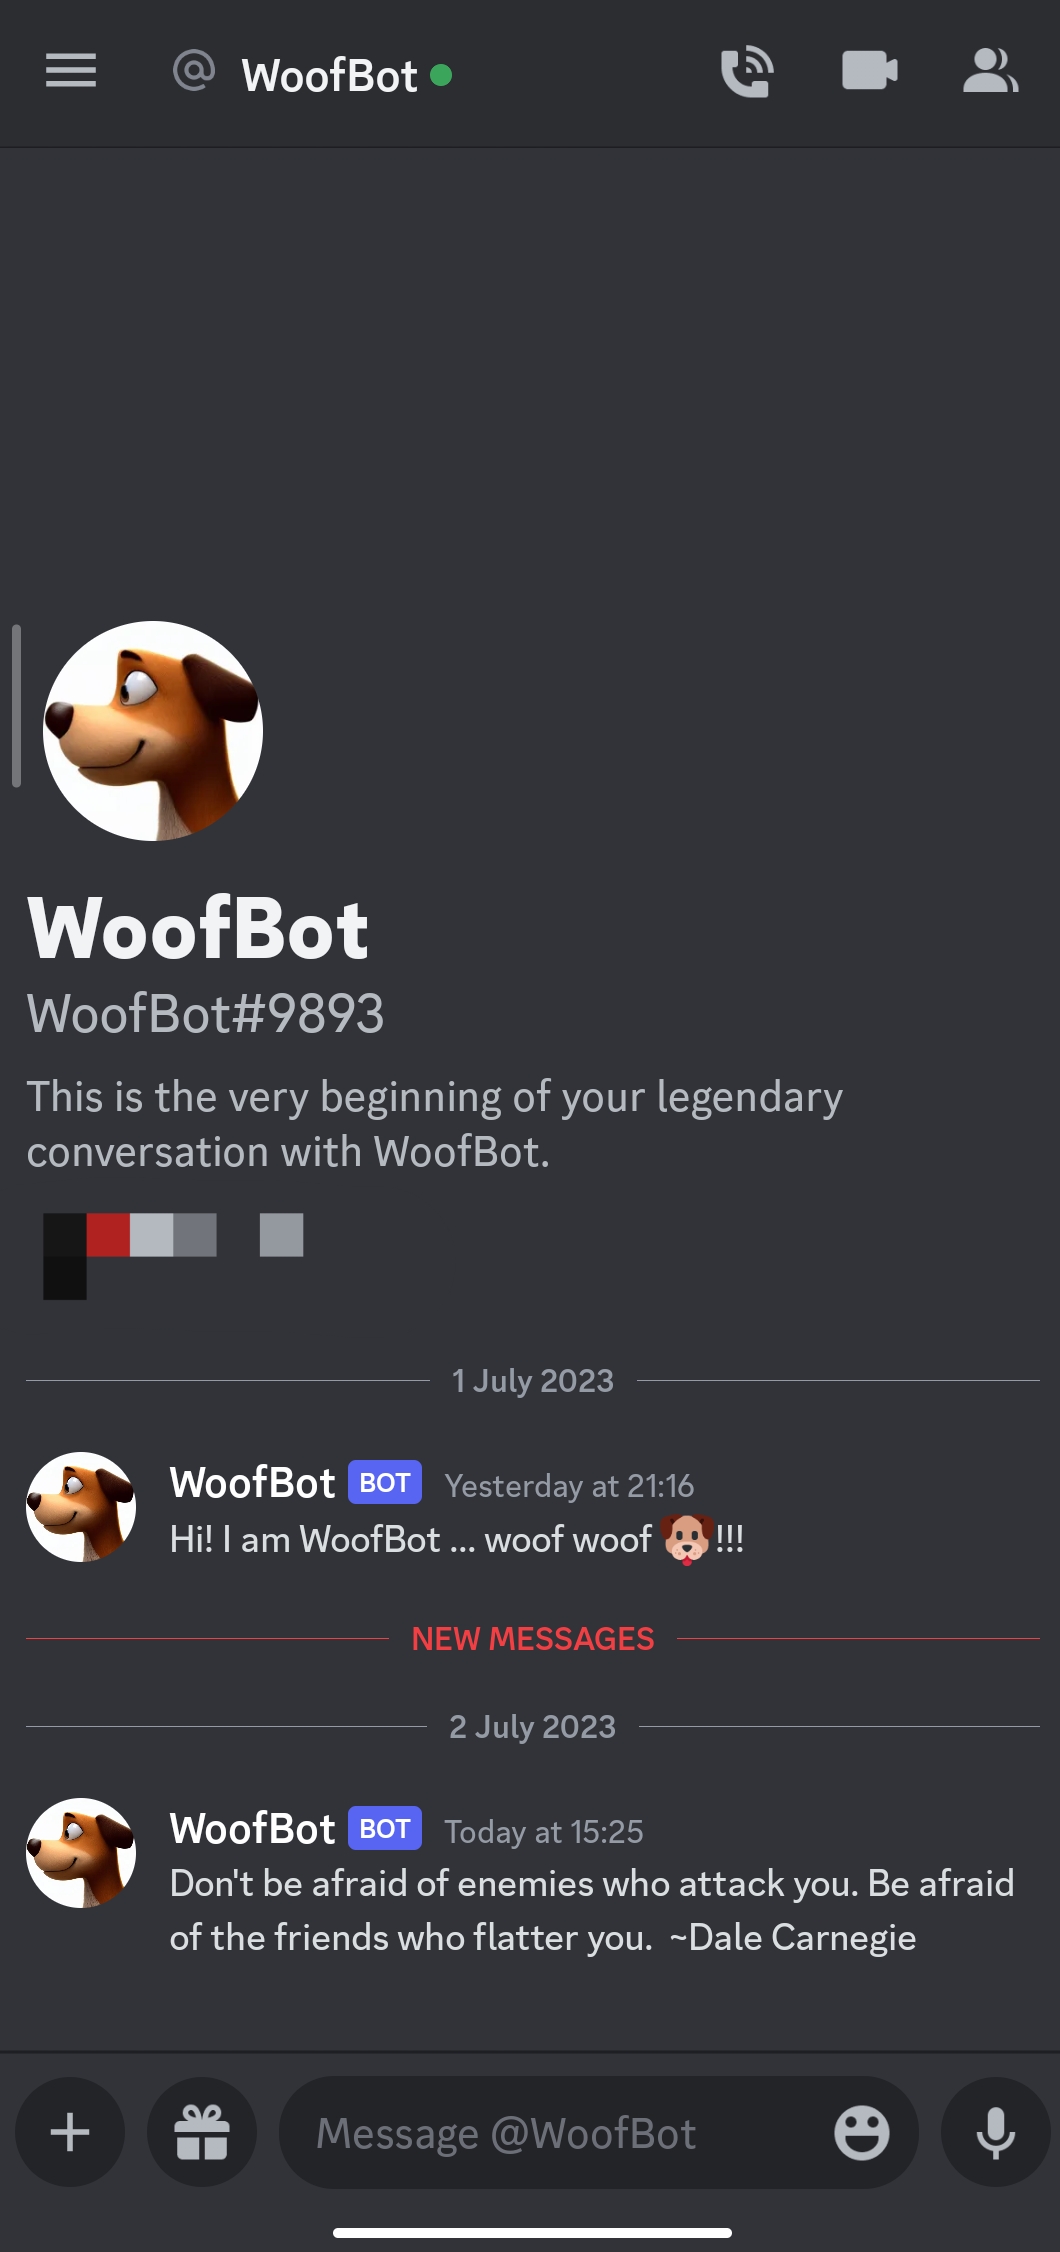 @ WoofBot
WoofBot
WoofBot#9893
This is the very beginning of your legendary
conversation with WoofBot.
1 July 2023
WoofBot BOT Yesterday at 21:16
Hi! I am WoofBot ... woof woof 🐶!!!
NEW MESSAGES
2 July 2023
WoofBot BOT Today at 15:25
Don't be afraid of enemies who attack you. Be afraid
of the friends who flatter you.  ~Dale Carnegie
Message @WoofBot